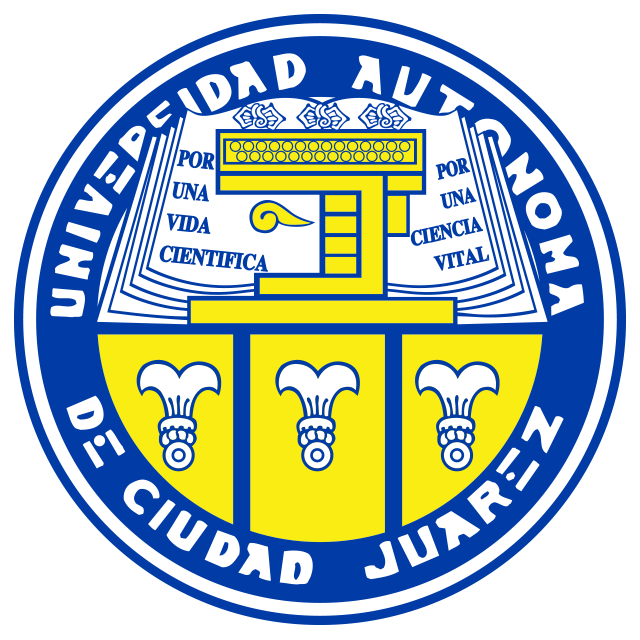 UNIVERSIDAD AUTONOMA
DE CIUDAD JUAREZ
POR
UNA
VIDA
CIENTIFICA
POR
UNA
CIENCIA
VITAL